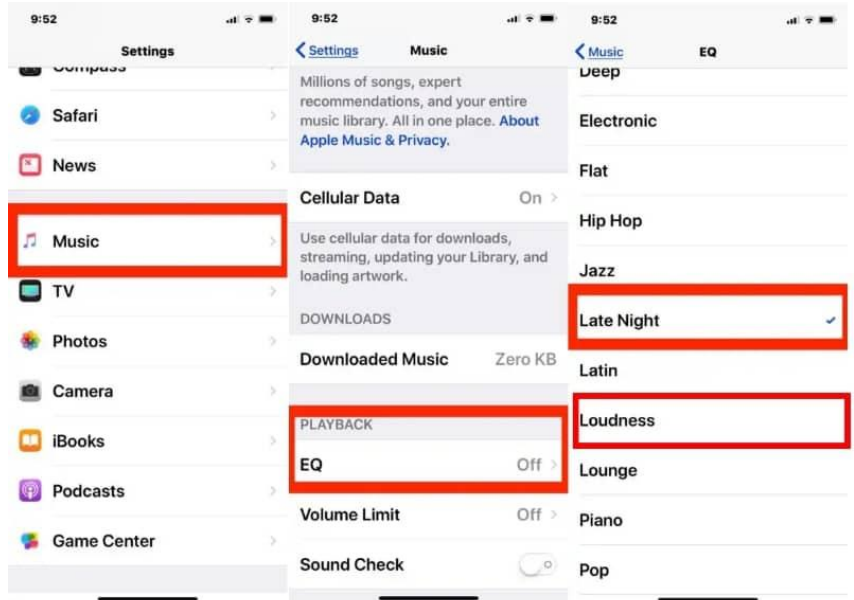 9:52
Settings
Compass
Safari
News
Music
TV
Photos
Camera
iBooks
Podcasts
Game Center
9:52
Settings
Music
Millions of songs, expert
recommendations, and your entire
music library. All in one place. About
Apple Music & Privacy.
Cellular Data
On
Use cellular data for downloads,
streaming, updating your Library, and
loading artwork.
DOWNLOADS
Downloaded Music
Zero KB
PLAYBACK
EQ
Off
Volume Limit
Off
Sound Check
9:52
Music
EQ
Deep
Electronic
Flat
Hip Hop
Jazz
Late Night
Latin
Loudness
Lounge
Piano
Pop